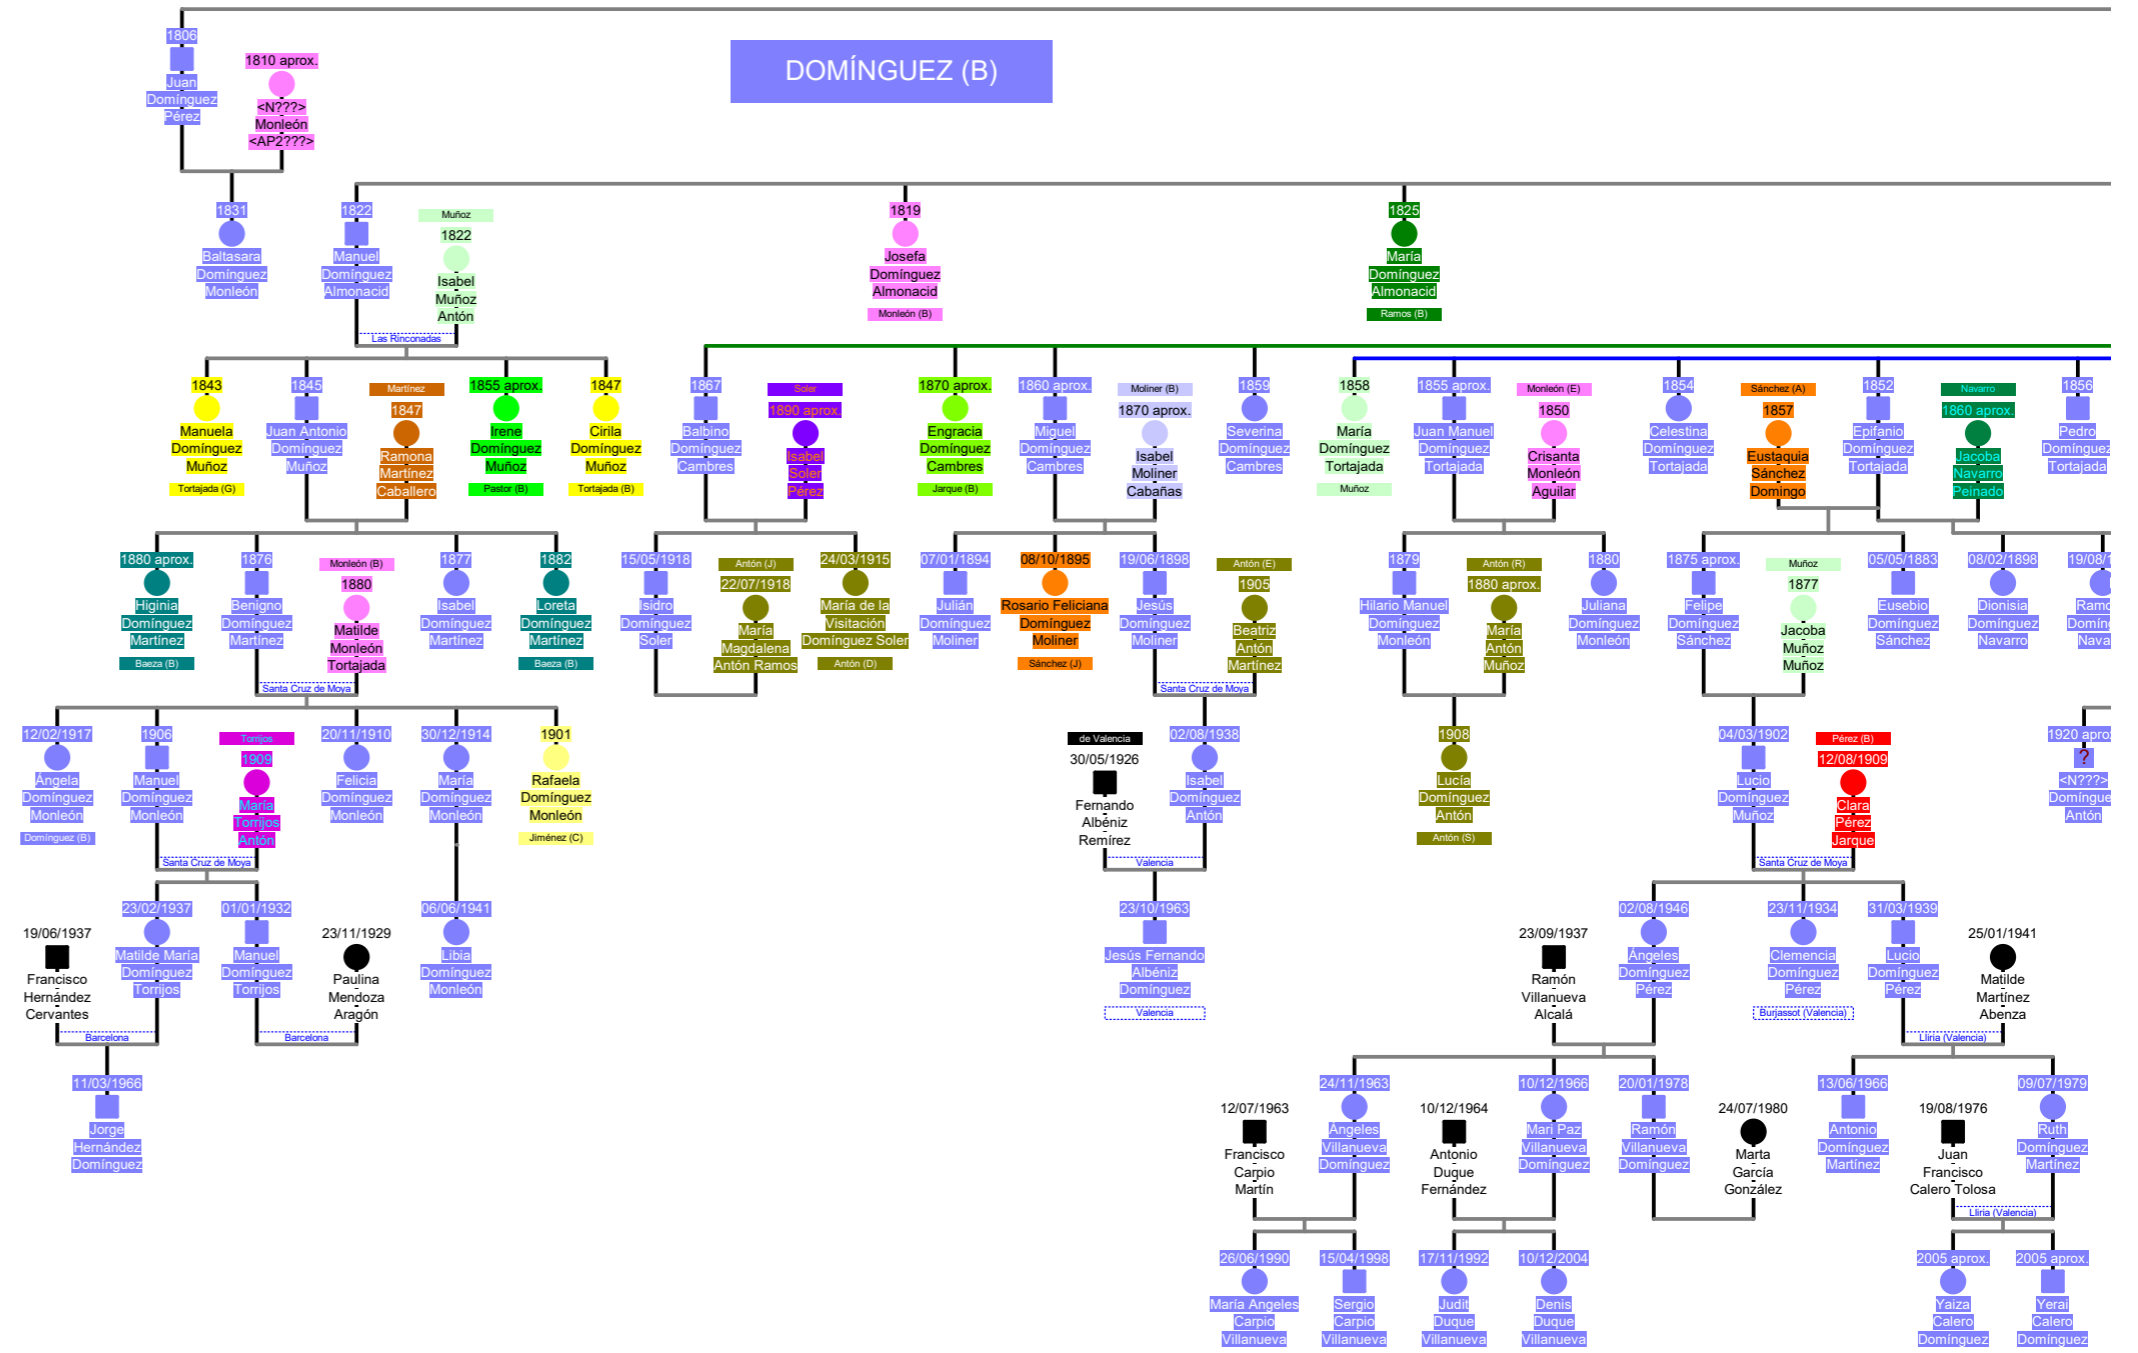 DOMÍNGUEZ (B)
1806
Juan
Domínguez
Pérez
1810 aprox.
<N???>
Monleón
<AP2???>
1831
Baltasara
Domínguez
Monleón
1822
Manuel
Domínguez
Almonacid
Muñoz
1822
Isabel
Muñoz
Antón
Las Rinconadas
1819
Josefa
Domínguez
Almonacid
Monleón (B)
1825
María
Domínguez
Almonacid
Ramos (B)
1843
Manuela
Domínguez
Muñoz
Tortajada (G)
1845
Juan Antonio
Domínguez
Muñoz
Martínez
1847
Ramona
Martínez
Caballero
1855 aprox.
Irene
Domínguez
Muñoz
Pastor (B)
1847
Cirila
Domínguez
Muñoz
Tortajada (B)
1867
Balbino
Domínguez
Cambres
Soler
1890 aprox.
Isabel
Soler
Pérez
1870 aprox.
Engracia
Domínguez
Cambres
Jarque (B)
1860 aprox.
Miguel
Domínguez
Cambres
Moliner (B)
1870 aprox.
Isabel
Moliner
Cabañas
1859
Severina
Domínguez
Cambres
1858
María
Domínguez
Tortajada
Muñoz
1855 aprox.
Juan Manuel
Domínguez
Tortajada
Monleón (E)
1850
Crisanta
Monleón
Aguilar
1854
Celestina
Domínguez
Tortajada
Sánchez (A)
1857
Eustaquia
Sánchez
Domingo
1852
Epifanio
Domínguez
Tortajada
Navarro
1860 aprox.
Jacoba
Navarro
Peinado
1856
Pedro
Domínguez
Tortajada
1880 aprox.
Higinia
Domínguez
Martínez
Baeza (B)
1876
Benigno
Domínguez
Martínez
Monleón (B)
1880
Matilde
Monleón
Tortajada
Santa Cruz de Moya
1877
Isabel
Domínguez
Martínez
1882
Loreta
Domínguez
Martínez
Baeza (B)
15/05/1918
Isidro
Domínguez
Soler
Antón (J)
22/07/1918
María
Magdalena
Antón Ramos
24/03/1915
María de la
Visitación
Domínguez Soler
Antón (D)
07/01/1894
Julián
Domínguez
Moliner
08/10/1895
Rosario Feliciana
Domínguez
Moliner
Sánchez (J)
19/06/1898
Jesús
Domínguez
Moliner
Antón (E)
1905
Beatriz
Antón
Martínez
Santa Cruz de Moya
1879
Hilario Manuel
Domínguez
Monleón
Antón (R)
1880 aprox.
María
Antón
Muñoz
1880
Juliana
Domínguez
Monleón
1875 aprox.
Felipe
Domínguez
Sánchez
Muñoz
1877
Jacoba
Muñoz
Muñoz
05/05/1883
Eusebio
Domínguez
Sánchez
08/02/1898
Dionisia
Domínguez
Navarro
19/08/1
Ramo
Domín
Nava
12/02/1917
Ángela
Domínguez
Monleón
Domínguez (B)
1906
Manuel
Domínguez
Monleón
Torrijos
1909
María
Torrijos
Antón
Santa Cruz de Moya
20/11/1910
Felicia
Domínguez
Monleón
30/12/1914
María
Domínguez
Monleón
1901
Rafaela
Domínguez
Monleón
Jiménez (C)
de Valencia
30/05/1926
Fernando
Albéniz
Remírez
02/08/1938
Isabel
Domínguez
Antón
Valencia
1908
Lucía
Domínguez
Antón
Antón (S)
04/03/1902
Lucio
Domínguez
Muñoz
Pérez (B)
12/08/1909
Clara
Pérez
Jarque
Santa Cruz de Moya
1920 aprox
?
<N???>
Domíngue
Antón
19/06/1937
Francisco
Hernández
Cervantes
23/02/1937
Matilde María
Domínguez
Torrijos
Barcelona
01/01/1932
Manuel
Domínguez
Torrijos
23/11/1929
Paulina
Mendoza
Aragón
Barcelona
06/06/1941
Libia
Domínguez
Monleón
23/10/1963
Jesús Fernando
Albéniz
Domínguez
Valencia
23/09/1937
Ramón
Villanueva
Alcalá
02/08/1946
Ángeles
Domínguez
Pérez
23/11/1934
Clemencia
Domínguez
Pérez
Burjassot (Valencia)
31/03/1939
Lucio
Domínguez
Pérez
25/01/1941
Matilde
Martínez
Abenza
Llíria (Valencia)
11/03/1966
Jorge
Hernández
Domínguez
12/07/1963
Francisco
Carpio
Martín
24/11/1963
Ángeles
Villanueva
Domínguez
10/12/1964
Antonio
Duque
Fernández
10/12/1966
Mari Paz
Villanueva
Domínguez
20/01/1978
Ramón
Villanueva
Domínguez
24/07/1980
Marta
García
González
13/06/1966
Antonio
Domínguez
Martínez
19/08/1976
Juan
Francisco
Calero Tolosa
09/07/1979
Ruth
Domínguez
Martínez
Llíria (Valencia)
26/06/1990
María Ángeles
Carpio
Villanueva
15/04/1998
Sergio
Carpio
Villanueva
17/11/1992
Judit
Duque
Villanueva
10/12/2004
Denis
Duque
Villanueva
2005 aprox.
Yaiza
Calero
Domínguez
2005 aprox.
Yerai
Calero
Domínguez